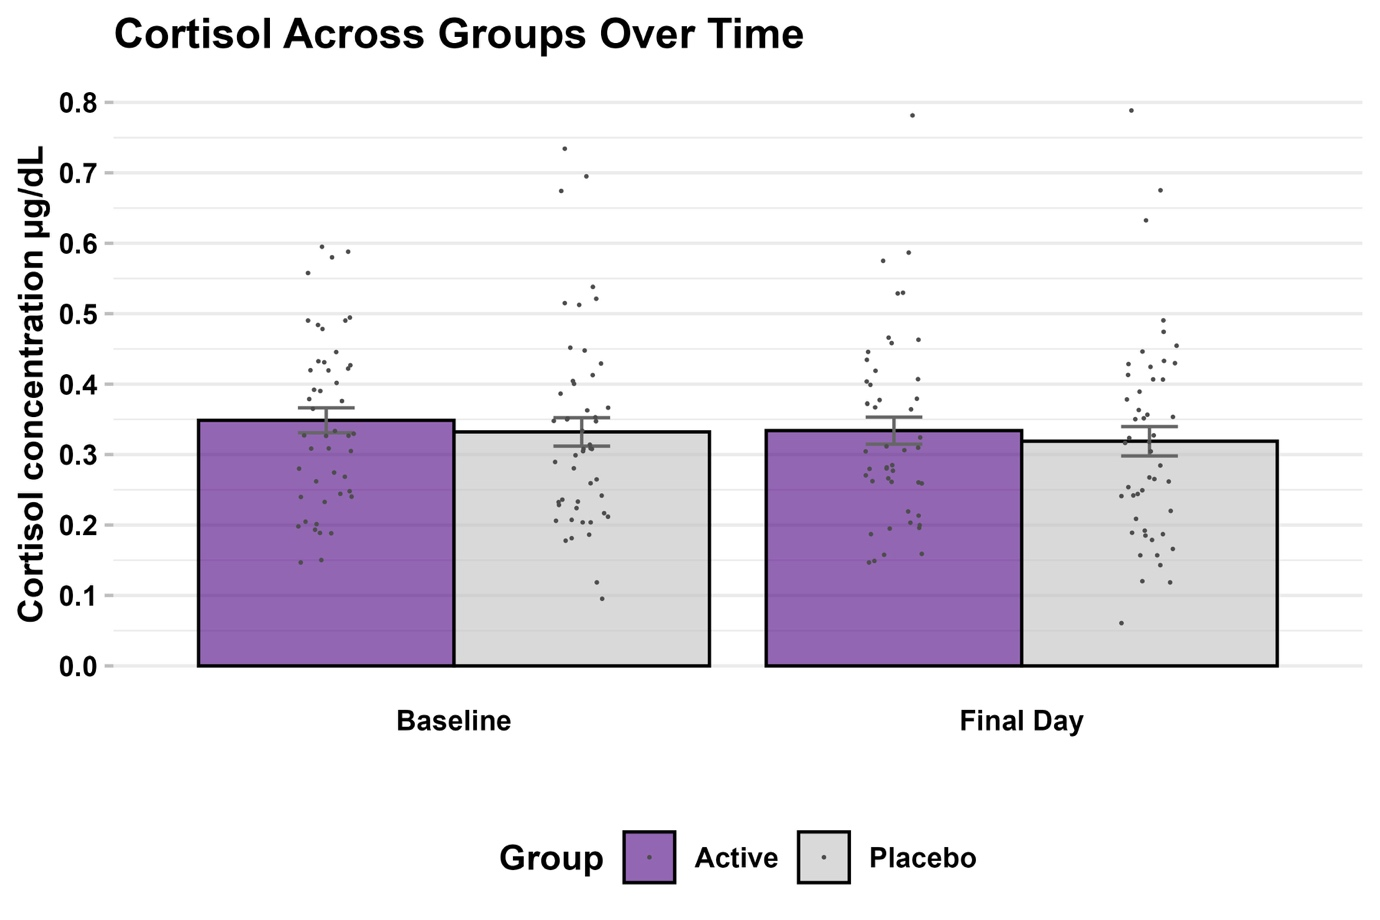 Cortisol Across Groups Over Time
Cortisol concentration µg/dL
0.8
0.7
0.6
0.5
0.4
0.3
0.2
0.1
0.0
Baseline
Final Day
Group
Active
Placebo